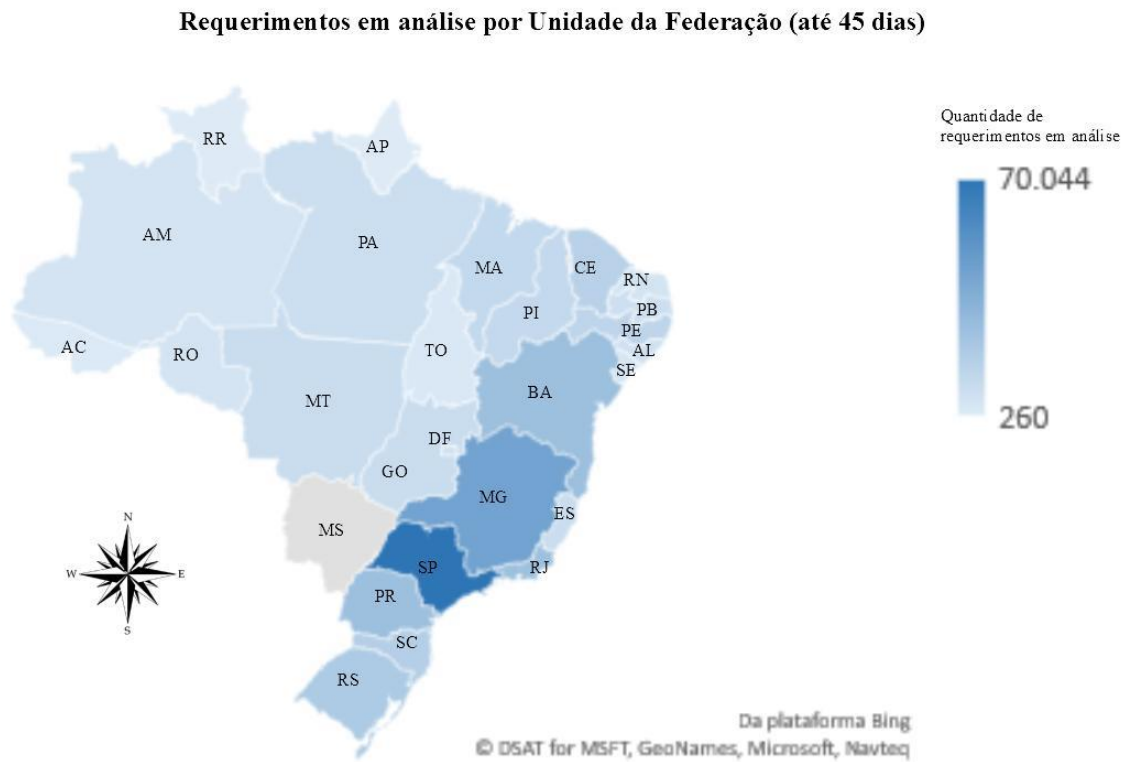 Requerimentos em análise por Unidade da Federação (até 45 dias)
Quantidade de
requerimentos em análise
70.044
260
RR
AP
AM
PA
MA
CE
RN
PI
PB
PE
AC
RO
TO
AL
SE
BA
MT
DF
GO
MG
ES
MS
N
W
E
S
SP
RJ
PR
SC
RS
Da plataforma Bing
© DSAT for MSFT, GeoNames, Microsoft, Navteq